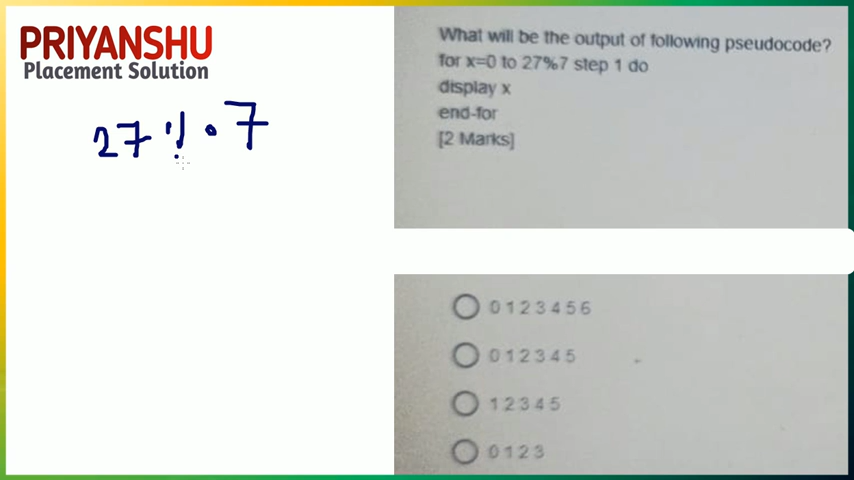 PRIYANSHU
Placement Solution
27 % 7
What will be the output of following pseudocode?
for x=0 to 27%7 step 1 do
display x
end-for
[2 Marks]
0 1 2 3 4 5 6
0 1 2 3 4 5
1 2 3 4 5
0 1 2 3